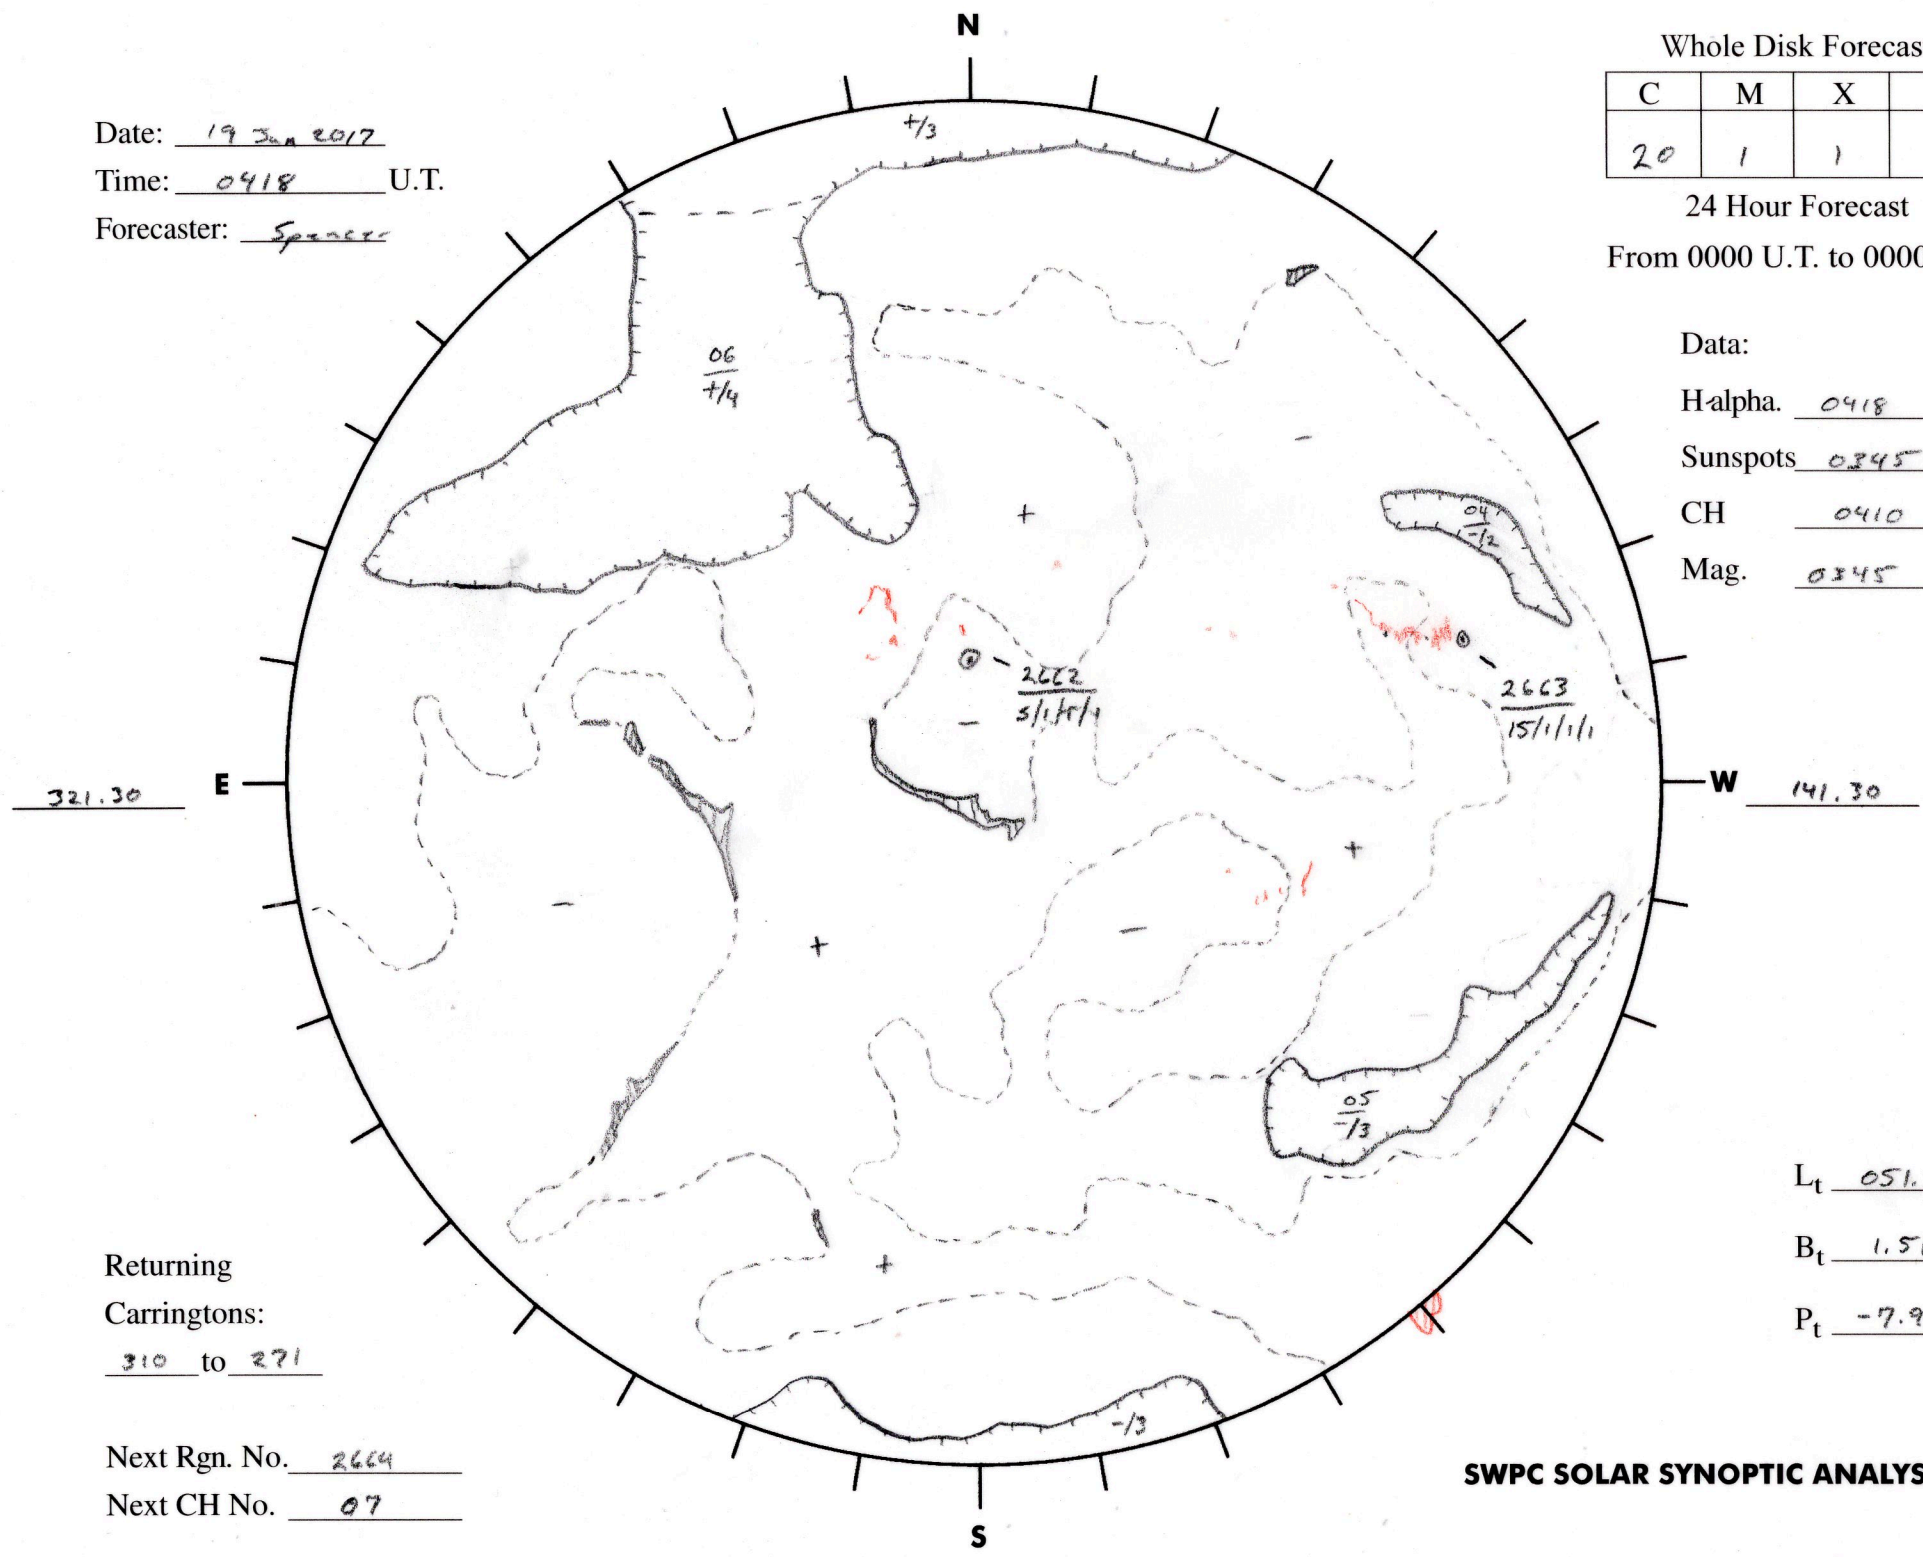 N
Whole Disk Forecas
C M X
20 1 1
24 Hour Forecast
From 0000 U.T. to 0000
Date: 19 Jan 2017
Time: 0418 U.T.
Forecaster: Spencer
+/3
06
+/4
Data:
H-alpha. 0418
Sunspots 0345
CH 0410
Mag. 0345
-
+
04
-/2
2662
-
2663
15/1/1/1
321.30 E
W 141.30
+
-
-
+
05
-/3
Lt 051.
Bt 1.5
Pt -7.9
Returning
Carringtons:
310 to 271
+
-/3
Next Rgn. No. 2664
Next CH No. 07
SWPC SOLAR SYNOPTIC ANALYS
S